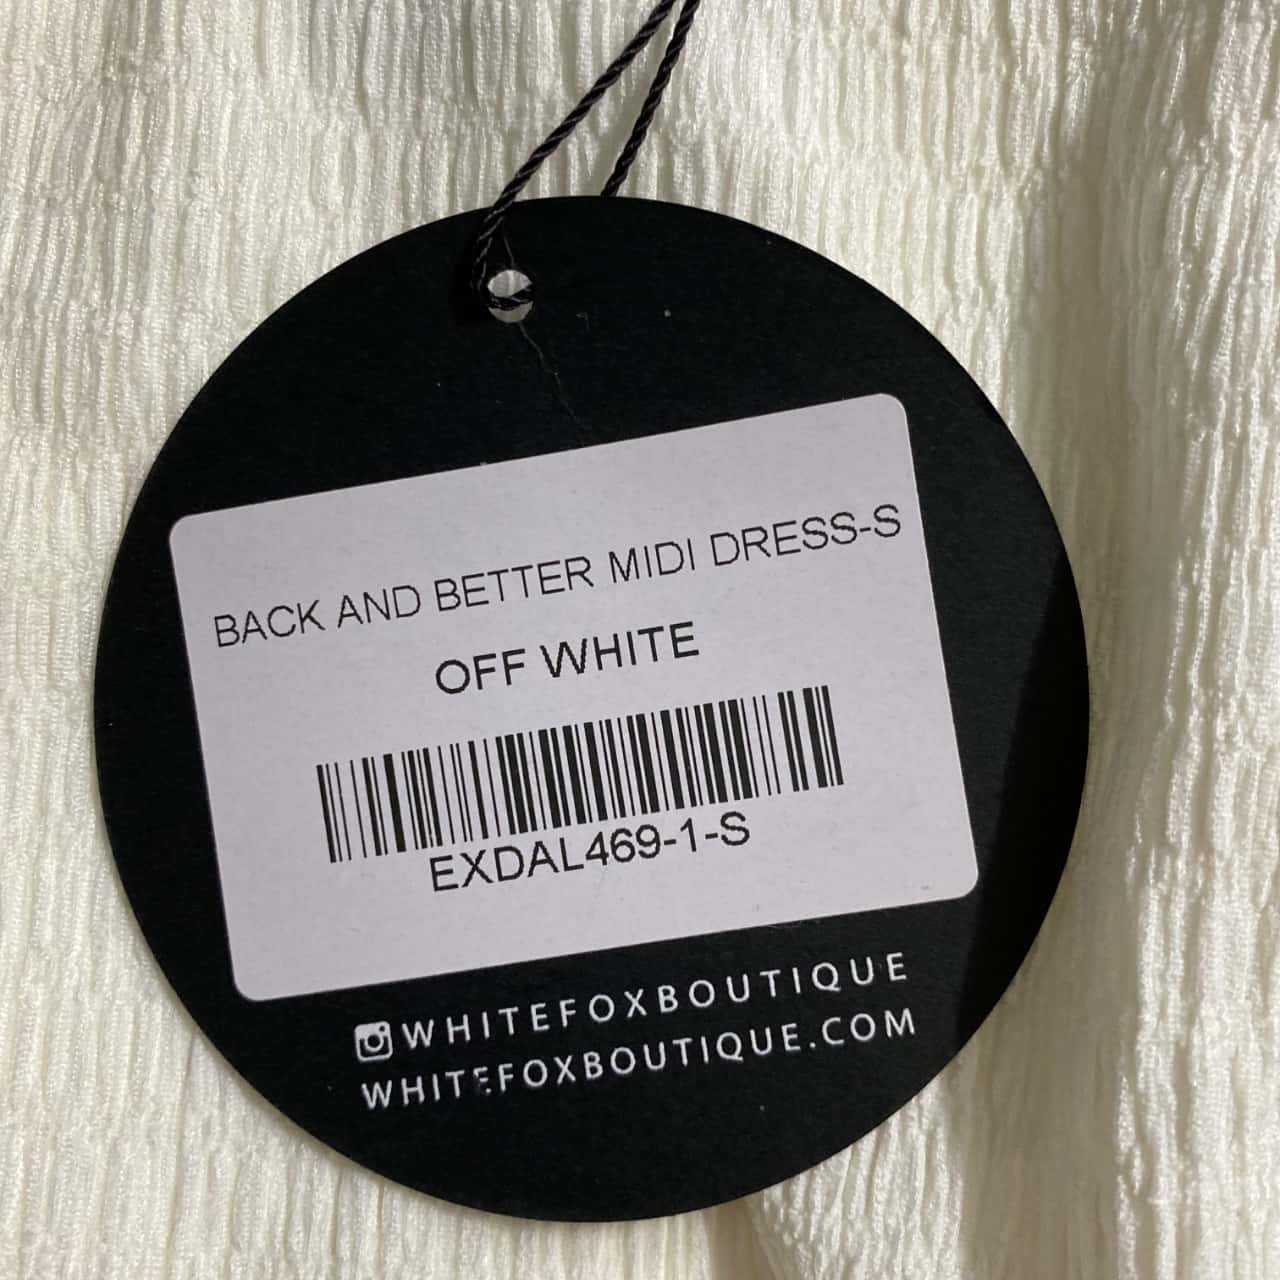 BACK AND BETTER MIDI DRESS-S
OFF WHITE
EXDAL469-1-S
WHITEFOXBOUTIQUE
WHITEFOXBOUTIQUE.COM